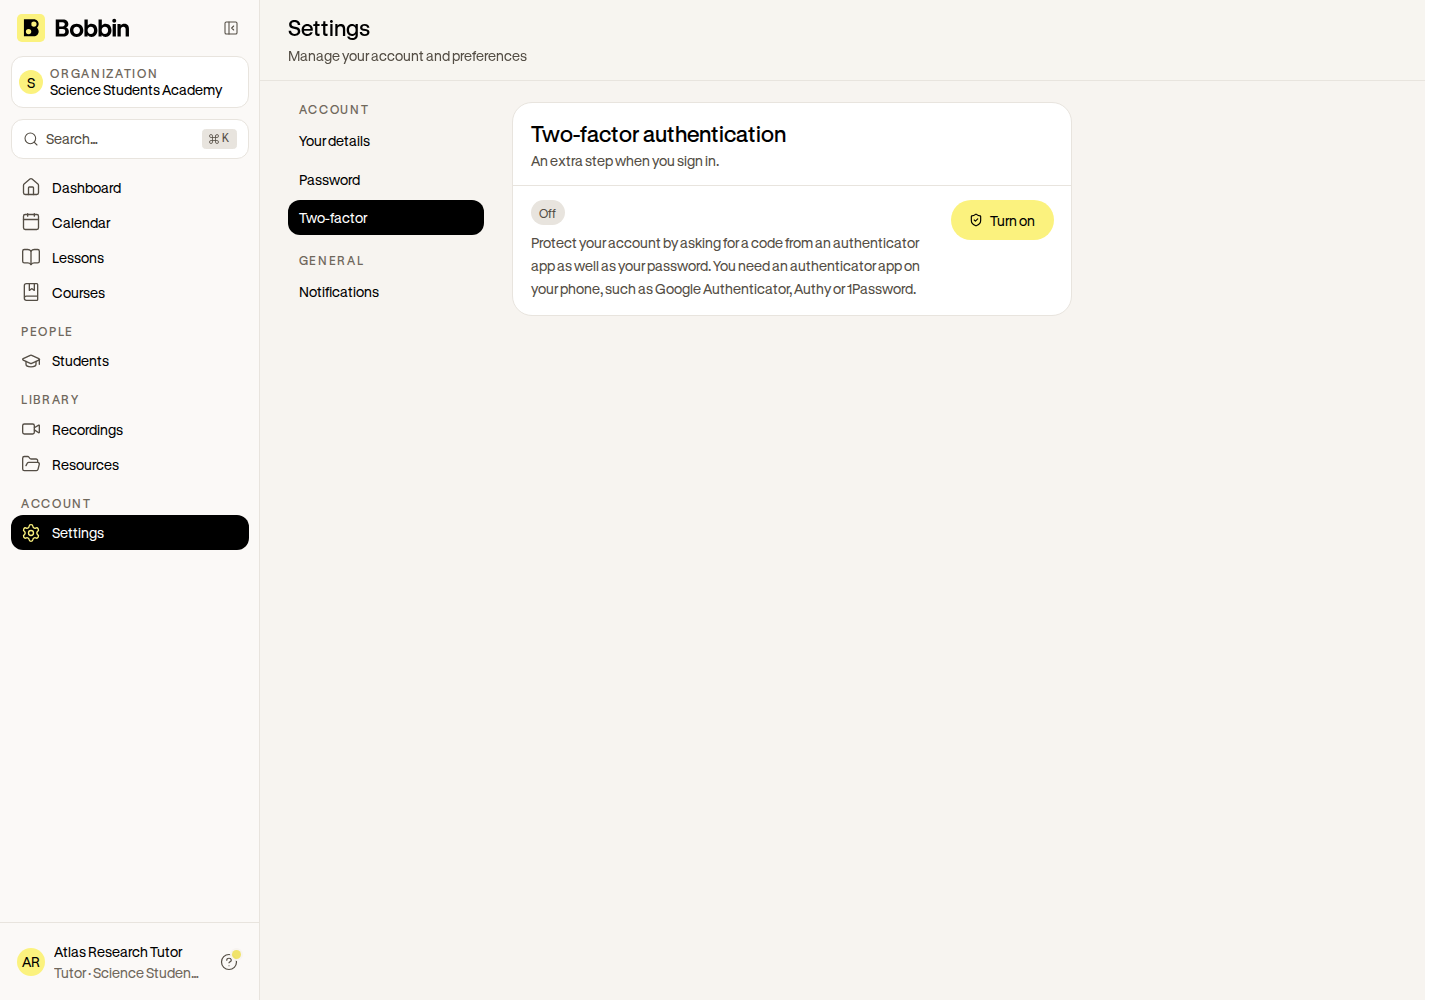 Bobbin
ORGANIZATION
S
Science Students Academy
Search...
⌘ K
Dashboard
Calendar
Lessons
Courses
PEOPLE
Students
LIBRARY
Recordings
Resources
ACCOUNT
Settings
AR
Atlas Research Tutor
Tutor · Science Studen...
Settings
Manage your account and preferences
ACCOUNT
Your details
Password
Two-factor
GENERAL
Notifications
Two-factor authentication
An extra step when you sign in.
Off
Protect your account by asking for a code from an authenticator
app as well as your password. You need an authenticator app on
your phone, such as Google Authenticator, Authy or 1Password.
Turn on